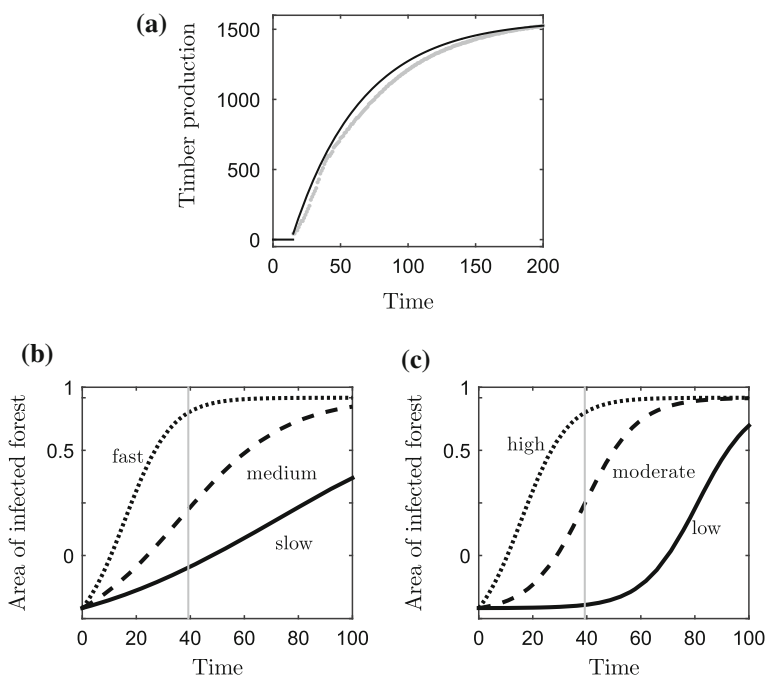 (a)
Timber production
1500
1000
500
0
0 50 100 150 200
Time
(b)
Area of infected forest
1
0.5
0
fast
medium
slow
0 20 40 60 80 100
Time
(c)
Area of infected forest
1
0.5
0
high
moderate
low
0 20 40 60 80 100
Time